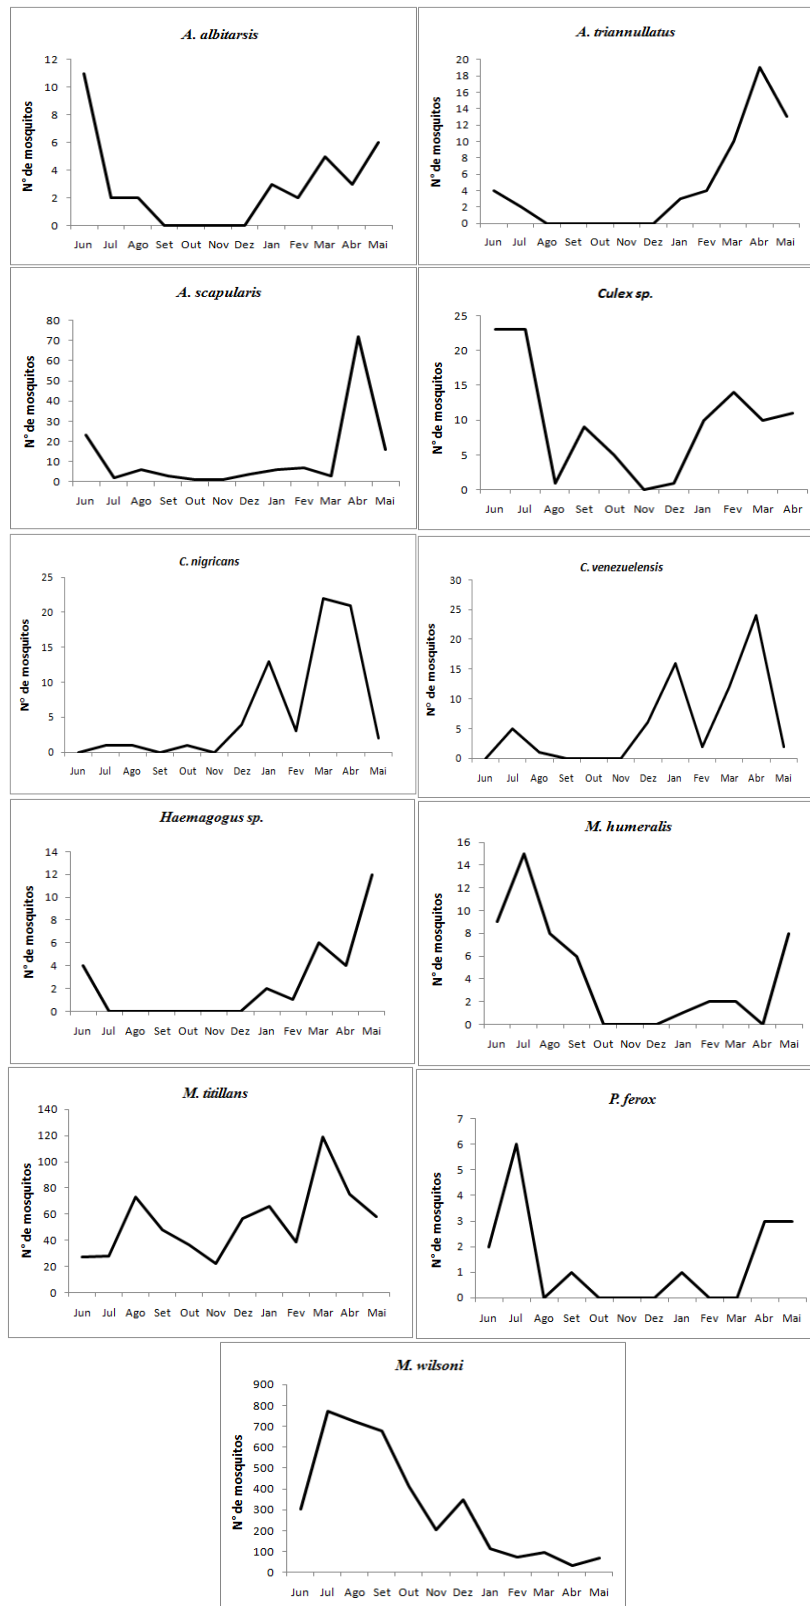 A. albitarsis
N° de mosquitos
12
10
8
6
4
2
0
Jun Jul Ago Set Out Nov Dez Jan Fev Mar Abr Mai
A. triannullatus
N° de mosquitos
20
18
16
14
12
10
8
6
4
2
0
Jun Jul Ago Set Out Nov Dez Jan Fev Mar Abr Mai
A. scapularis
N° de mosquitos
80
70
60
50
40
30
20
10
0
Jun Jul Ago Set Out Nov Dez Jan Fev Mar Abr Mai
Culex sp.
N° de mosquitos
25
20
15
10
5
0
Jun Jul Ago Set Out Nov Dez Jan Fev Mar Abr
C. nigricans
N° de mosquitos
25
20
15
10
5
0
Jun Jul Ago Set Out Nov Dez Jan Fev Mar Abr Mai
C. venezuelensis
N° de mosquitos
30
25
20
15
10
5
0
Jun Jul Ago Set Out Nov Dez Jan Fev Mar Abr Mai
Haemagogus sp.
N° de mosquitos
14
12
10
8
6
4
2
0
Jun Jul Ago Set Out Nov Dez Jan Fev Mar Abr Mai
M. humeralis
N° de mosquitos
16
14
12
10
8
6
4
2
0
Jun Jul Ago Set Out Nov Dez Jan Fev Mar Abr Mai
M. titillans
N° de mosquitos
140
120
100
80
60
40
20
0
Jun Jul Ago Set Out Nov Dez Jan Fev Mar Abr Mai
P. ferox
N° de mosquitos
7
6
5
4
3
2
1
0
Jun Jul Ago Set Out Nov Dez Jan Fev Mar Abr Mai
M. wilsoni
N° de mosquitos
900
800
700
600
500
400
300
200
100
0
Jun Jul Ago Set Out Nov Dez Jan Fev Mar Abr Mai